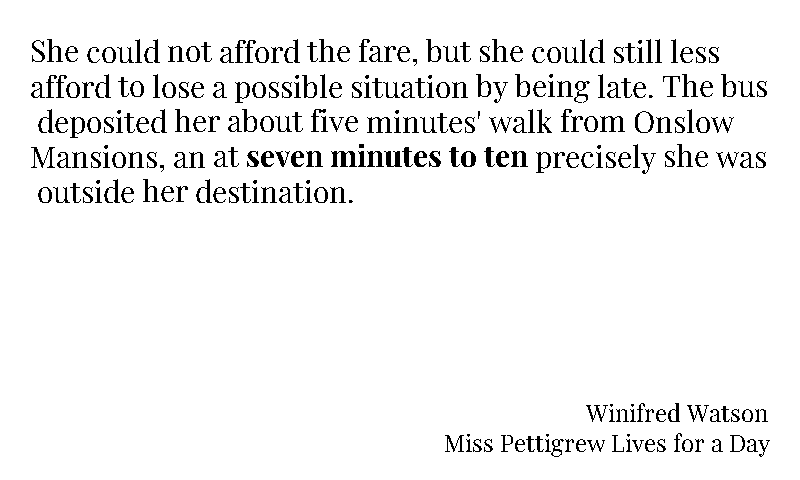 She could not afford the fare, but she could still less
afford to lose a possible situation by being late. The bus
deposited her about five minutes' walk from Onslow
Mansions, an at seven minutes to ten precisely she was
outside her destination.
Winifred Watson
Miss Pettigrew Lives for a Day